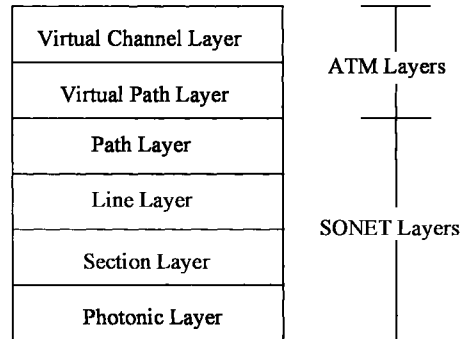 Virtual Channel Layer
ATM Layers
Virtual Path Layer
Path Layer
Line Layer
SONET Layers
Section Layer
Photonic Layer